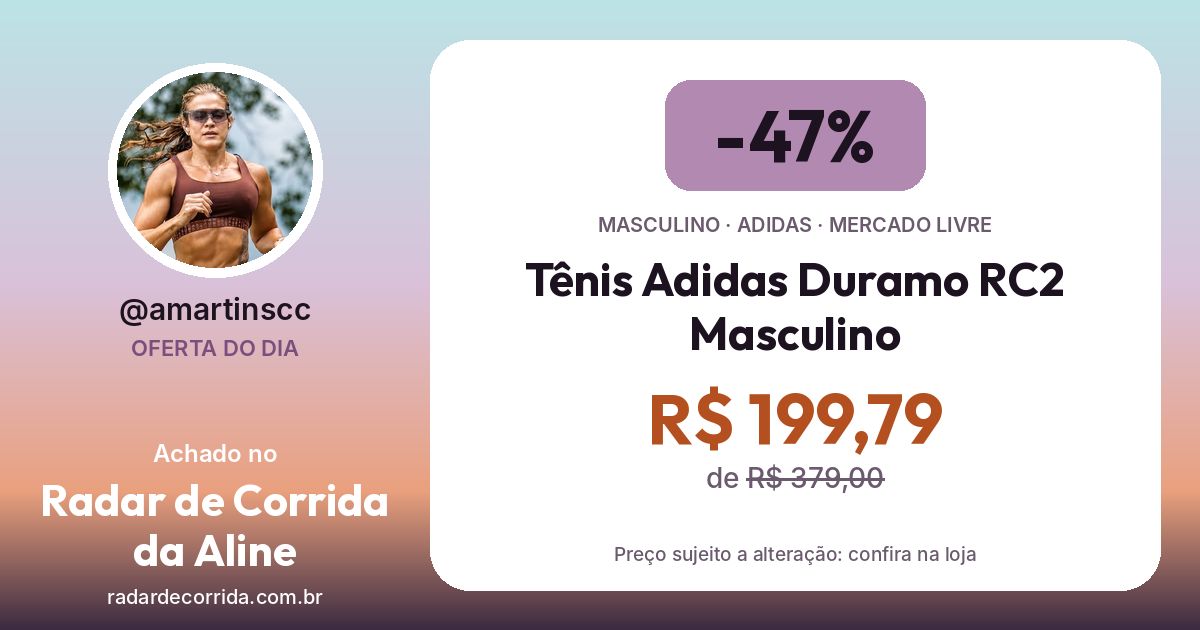 @amartinscc
OFERTA DO DIA
Achado no
Radar de Corrida
da Aline
radardecorrida.com.br
-47%
MASCULINO · ADIDAS · MERCADO LIVRE
Tênis Adidas Duramo RC2
Masculino
R$ 199,79
de R$ 379,00
Preço sujeito a alteração: confira na loja